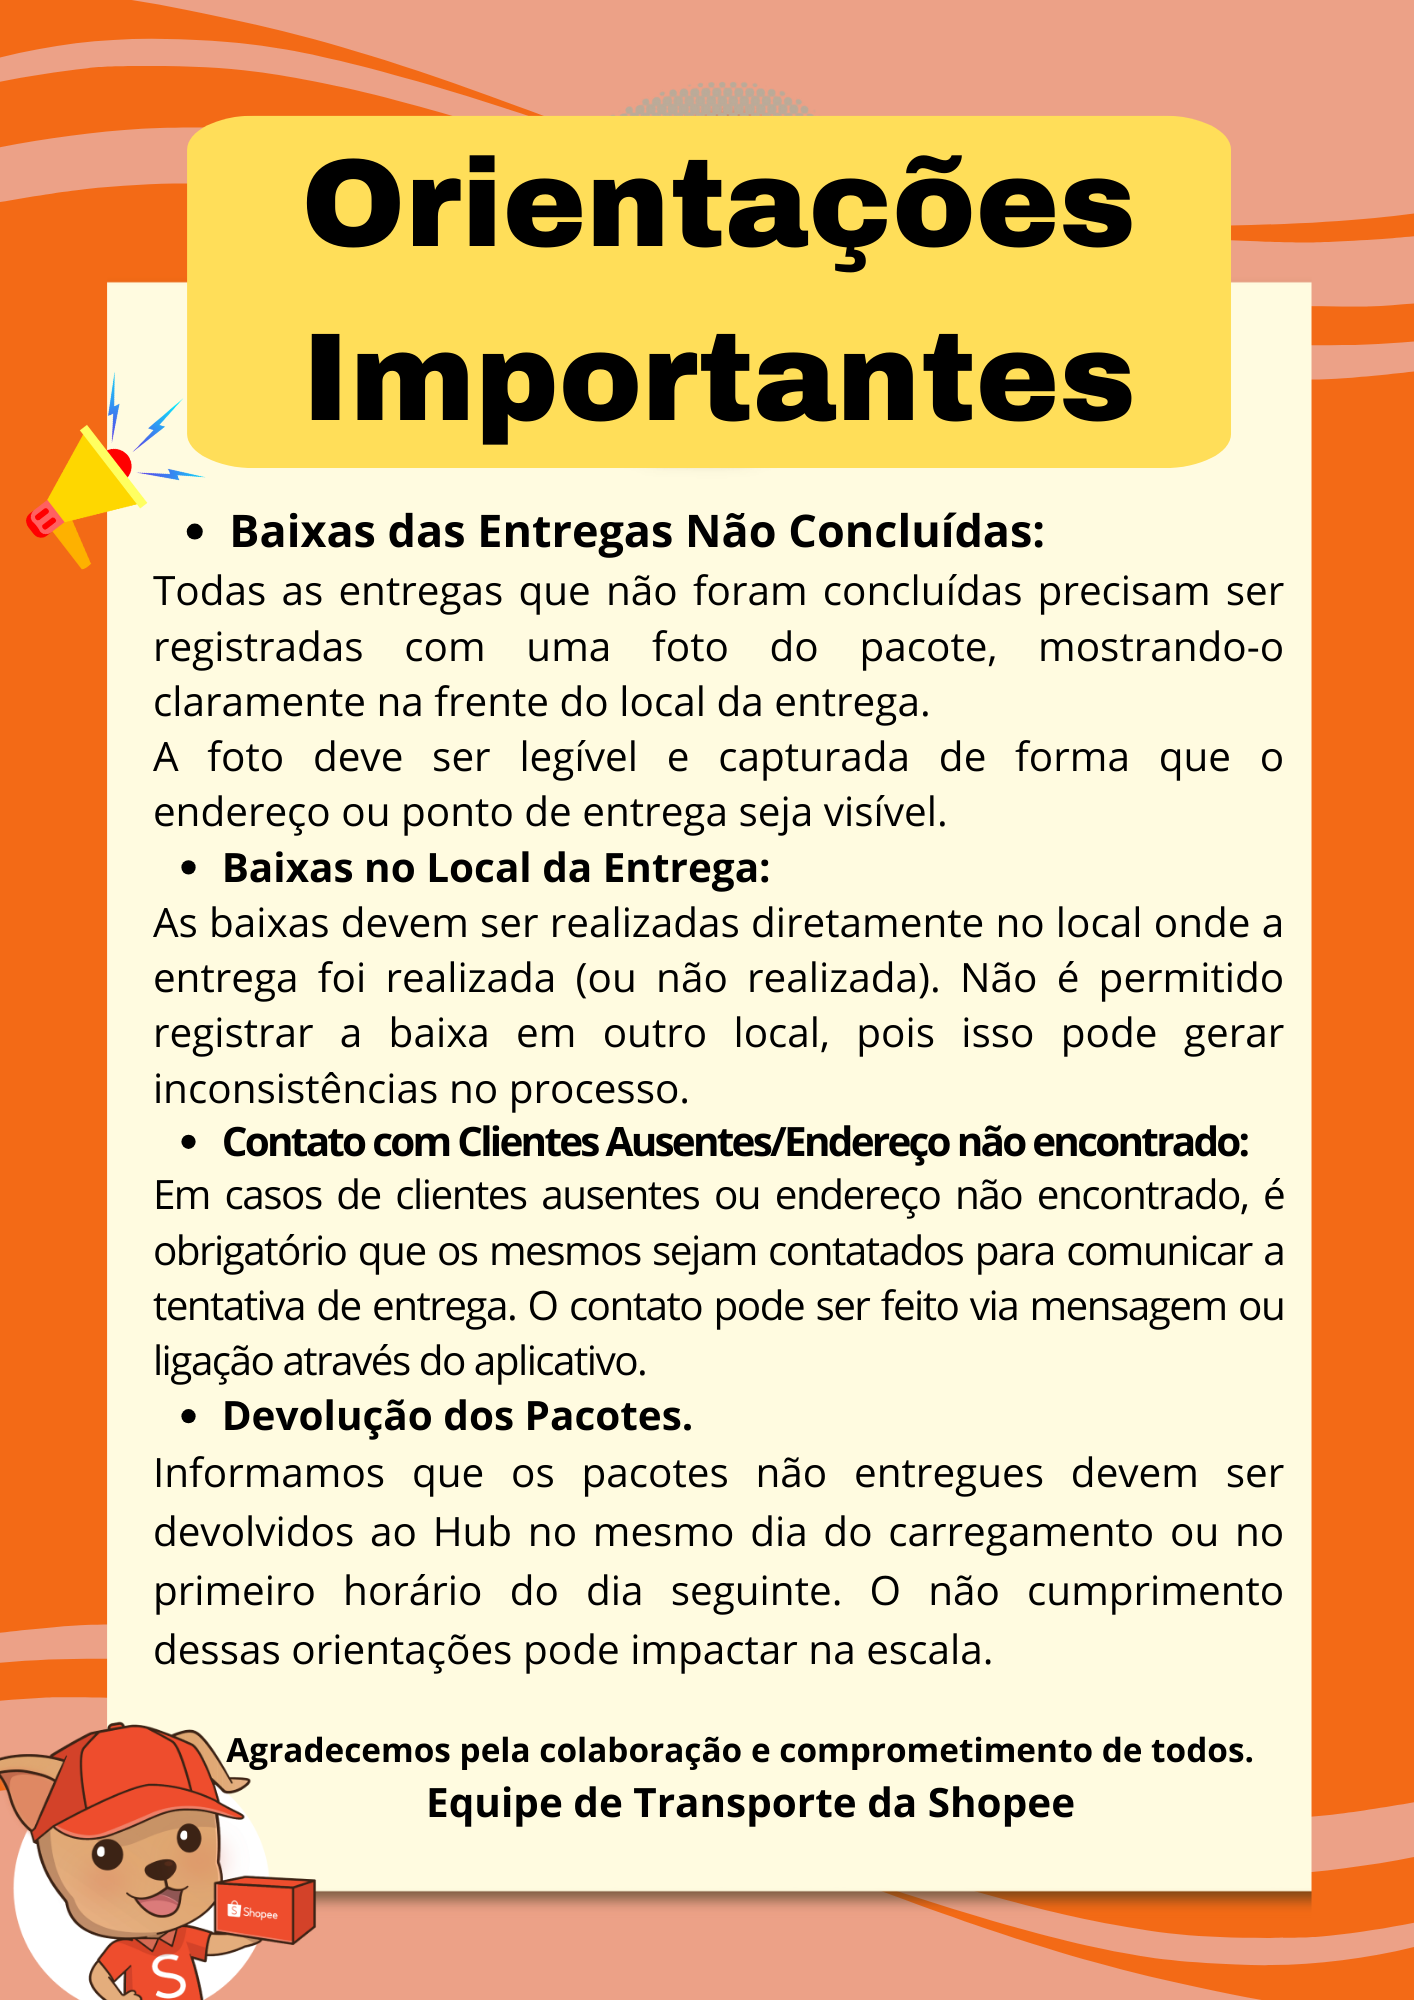 Orientações
Importantes
• Baixas das Entregas Não Concluídas:
Todas as entregas que não foram concluídas precisam ser
registradas com uma foto do pacote, mostrando-o
claramente na frente do local da entrega.
A foto deve ser legível e capturada de forma que o
endereço ou ponto de entrega seja visível.
• Baixas no Local da Entrega:
As baixas devem ser realizadas diretamente no local onde a
entrega foi realizada (ou não realizada). Não é permitido
registrar a baixa em outro local, pois isso pode gerar
inconsistências no processo.
• Contato com Clientes Ausentes/Endereço não encontrado:
Em casos de clientes ausentes ou endereço não encontrado, é
obrigatório que os mesmos sejam contatados para comunicar a
tentativa de entrega. O contato pode ser feito via mensagem ou
ligação através do aplicativo.
• Devolução dos Pacotes.
Informamos que os pacotes não entregues devem ser
devolvidos ao Hub no mesmo dia do carregamento ou no
primeiro horário do dia seguinte. O não cumprimento
dessas orientações pode impactar na escala.
Agradecemos pela colaboração e comprometimento de todos.
Equipe de Transporte da Shopee
S Shopee
S